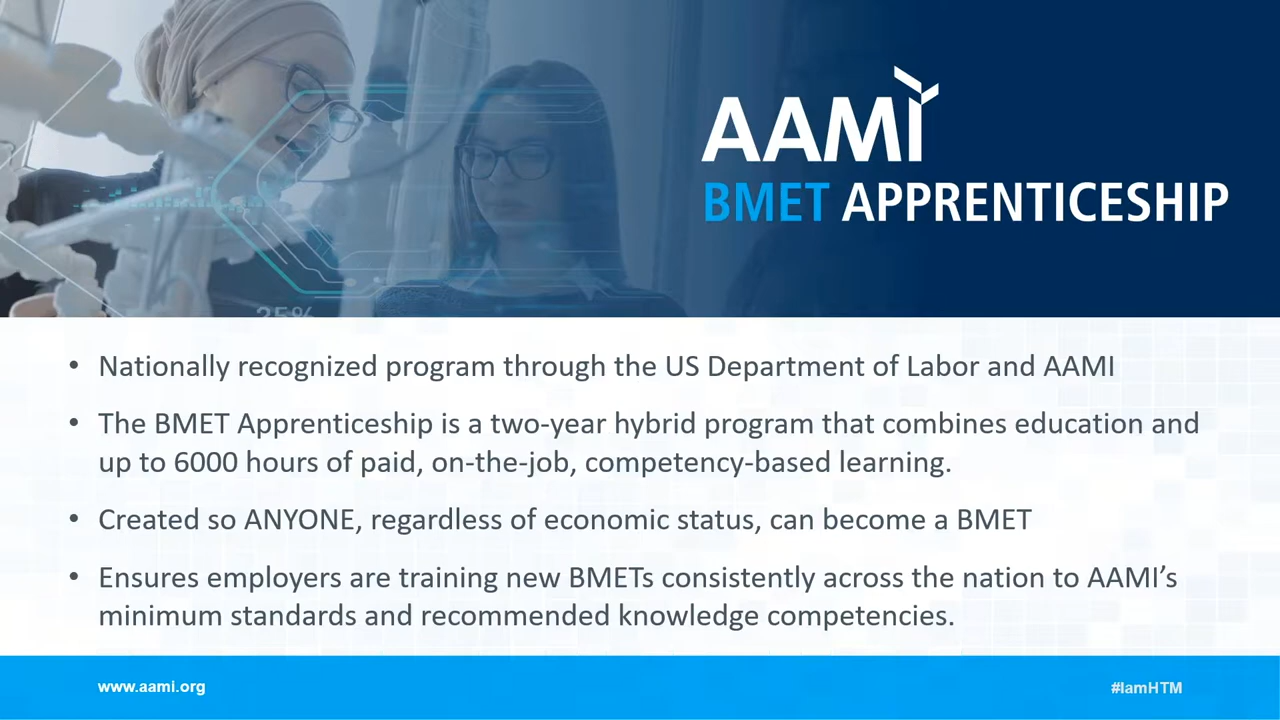 AAMI
BMET APPRENTICESHIP
25%
• Nationally recognized program through the US Department of Labor and AAMI
• The BMET Apprenticeship is a two-year hybrid program that combines education and
up to 6000 hours of paid, on-the-job, competency-based learning.
• Created so ANYONE, regardless of economic status, can become a BMET
• Ensures employers are training new BMETs consistently across the nation to AAMI’s
minimum standards and recommended knowledge competencies.
www.aami.org
#IamHTM